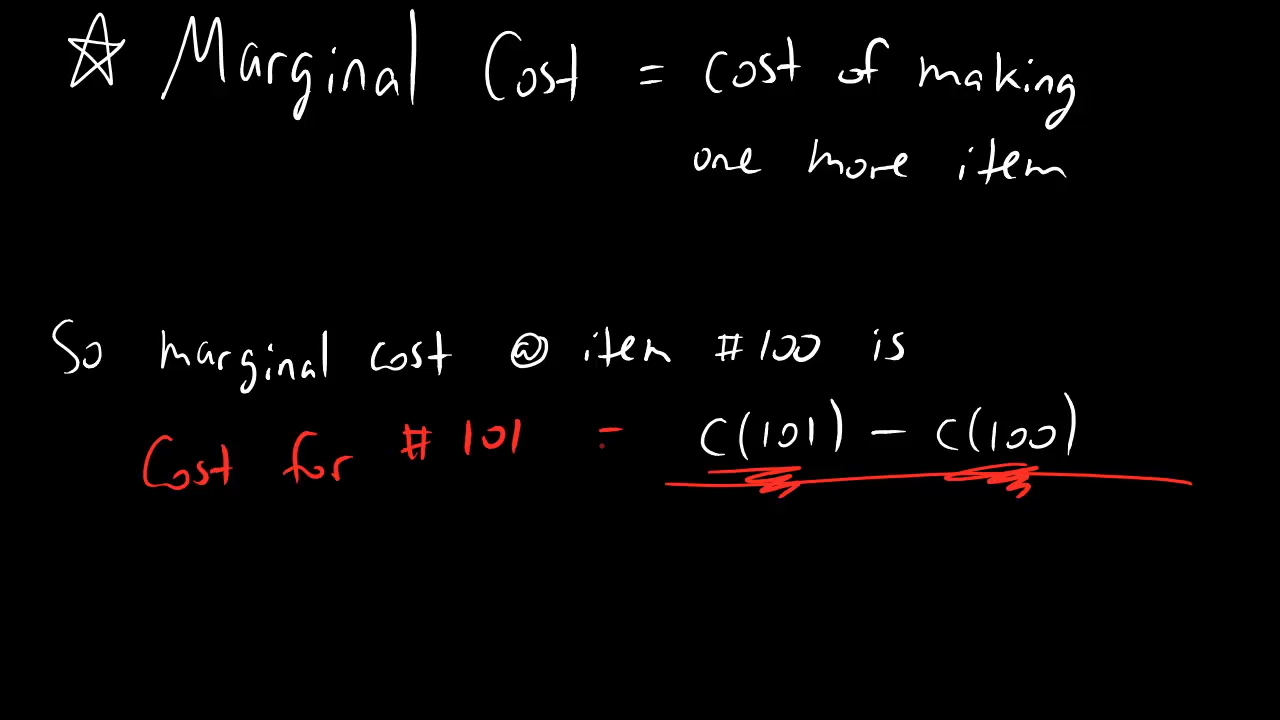 ☆ Marginal Cost = cost of making
one more item
So marginal cost @ item #100 is
Cost for #101 = C(101) - C(100)